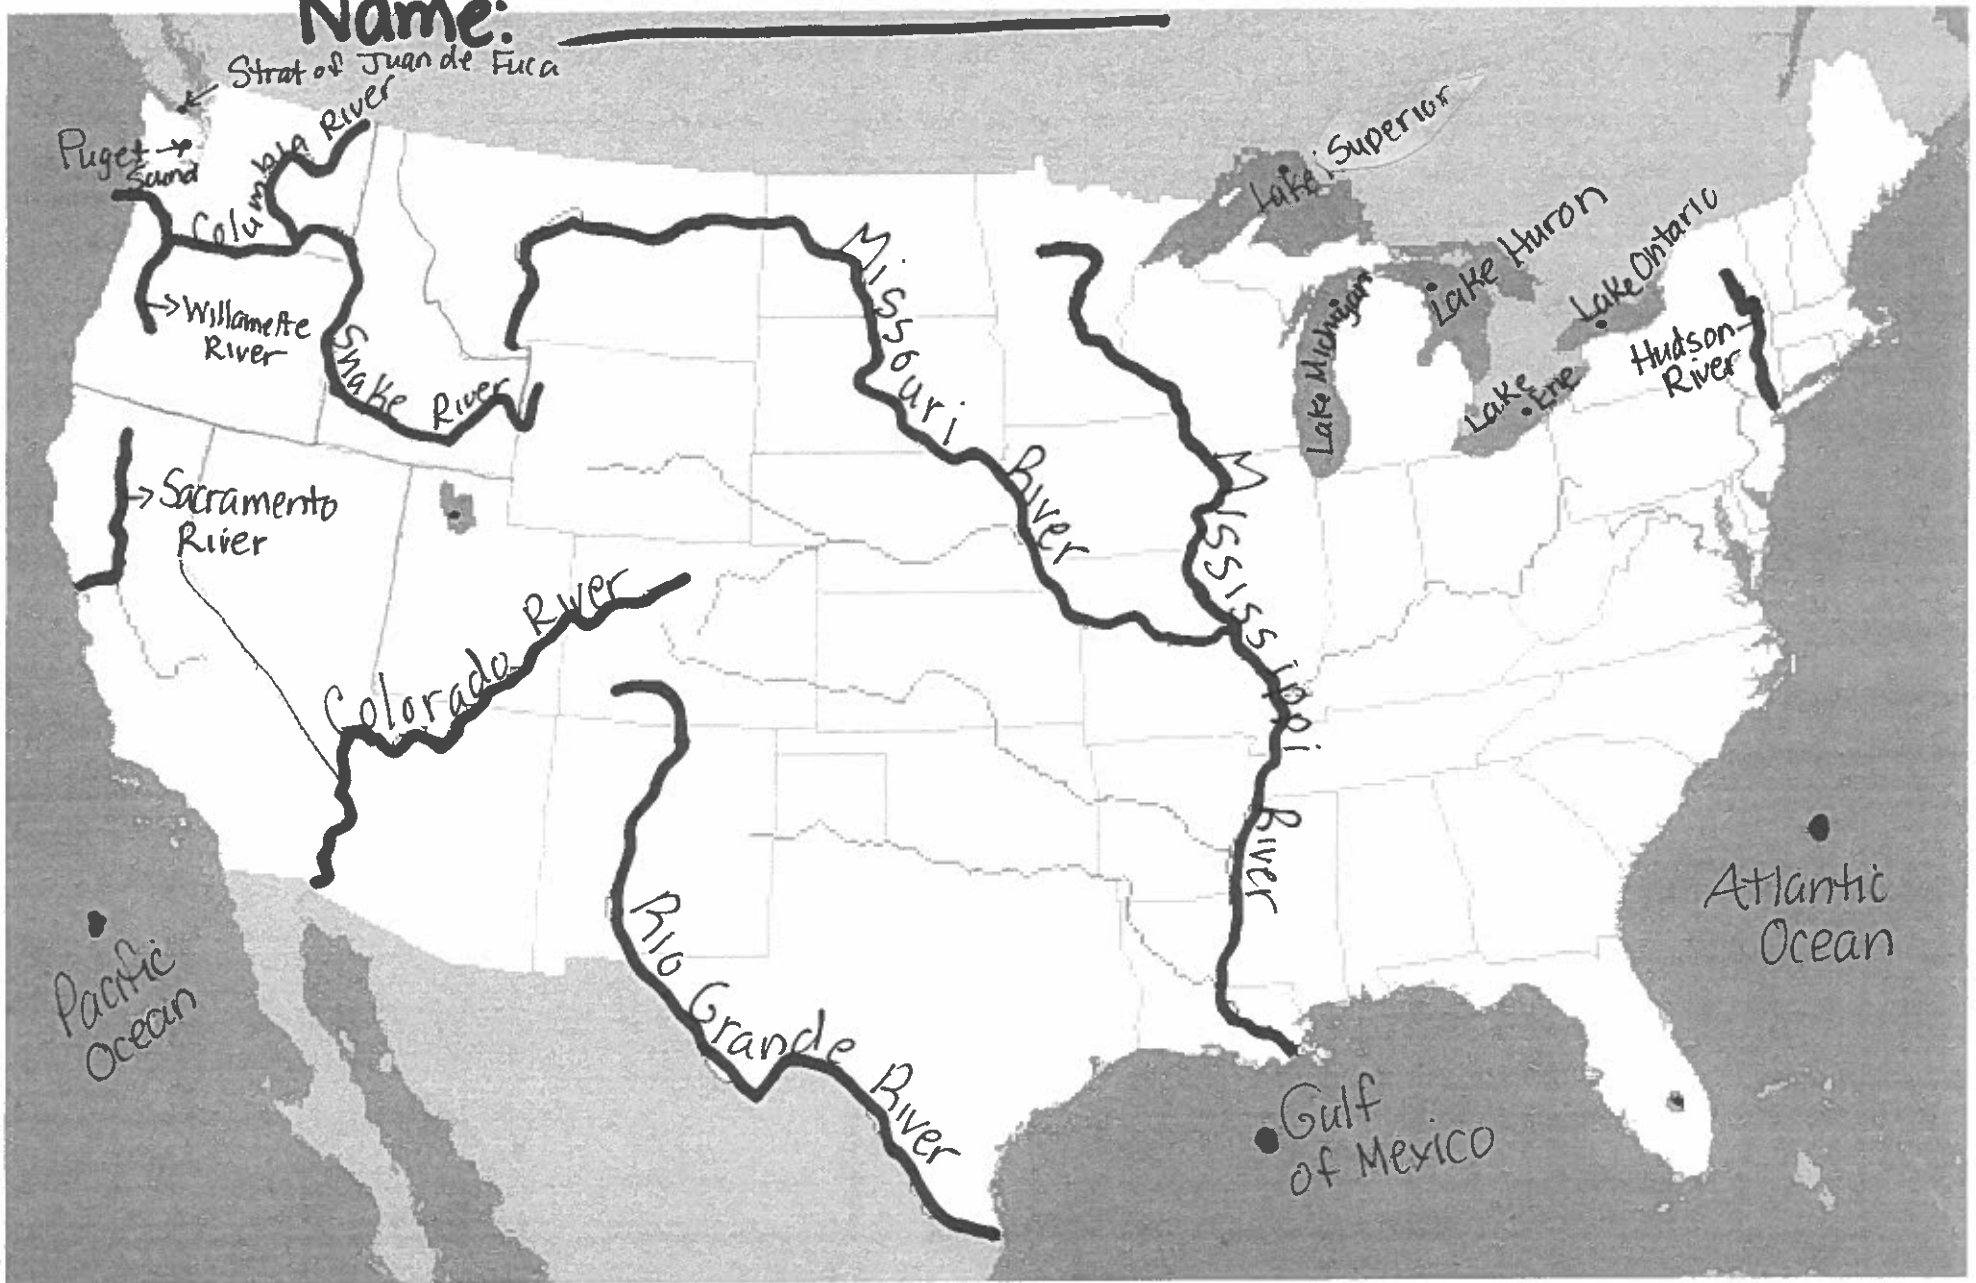 Name:
Strat of Juan de Fuca
Puget
Sound
Columbia River
Willamette
River
Snake River
Sacramento
River
Colorado River
Missouri River
Mississippi River
Rio Grande River
Lake Superior
Lake Michigan
Lake Huron
Lake Ontario
Lake
Erie
Hudson
River
Pacific
Ocean
Atlantic
Ocean
Gulf
of Mexico